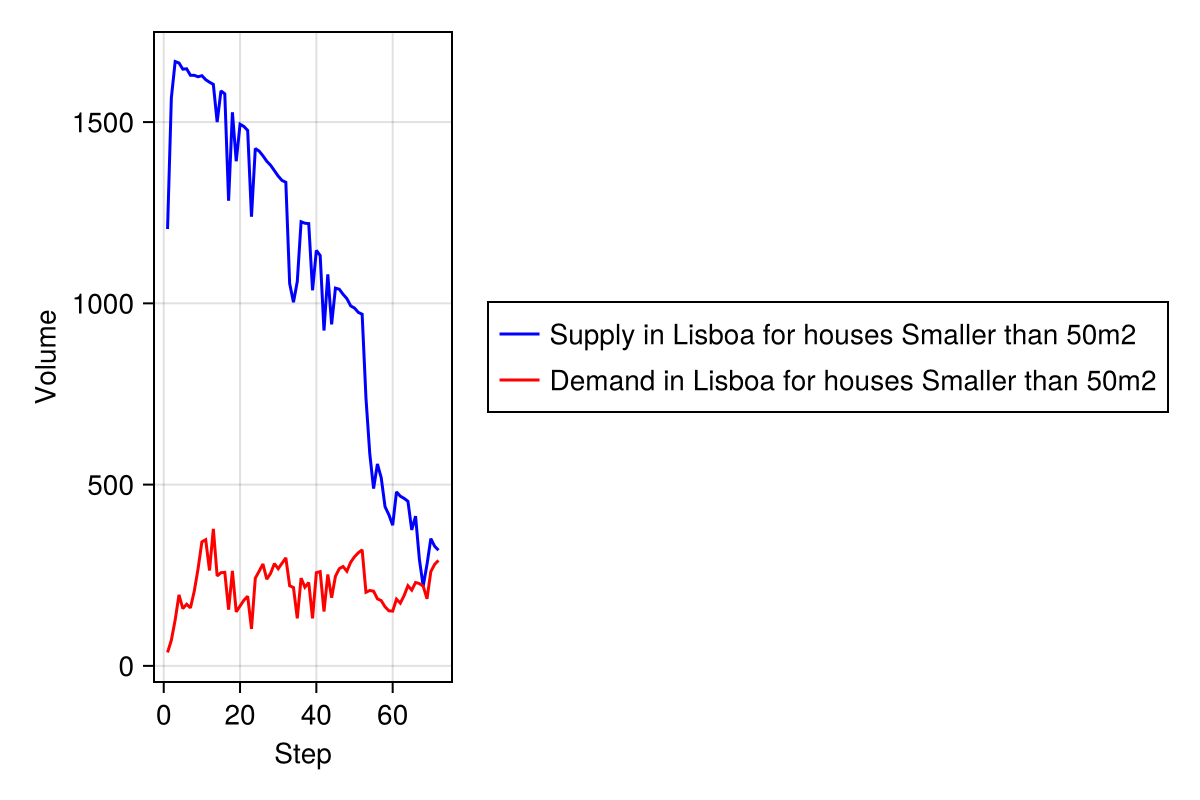 1500
1000
500
0
Volume
0 20 40 60
Step
Supply in Lisboa for houses Smaller than 50m2
Demand in Lisboa for houses Smaller than 50m2